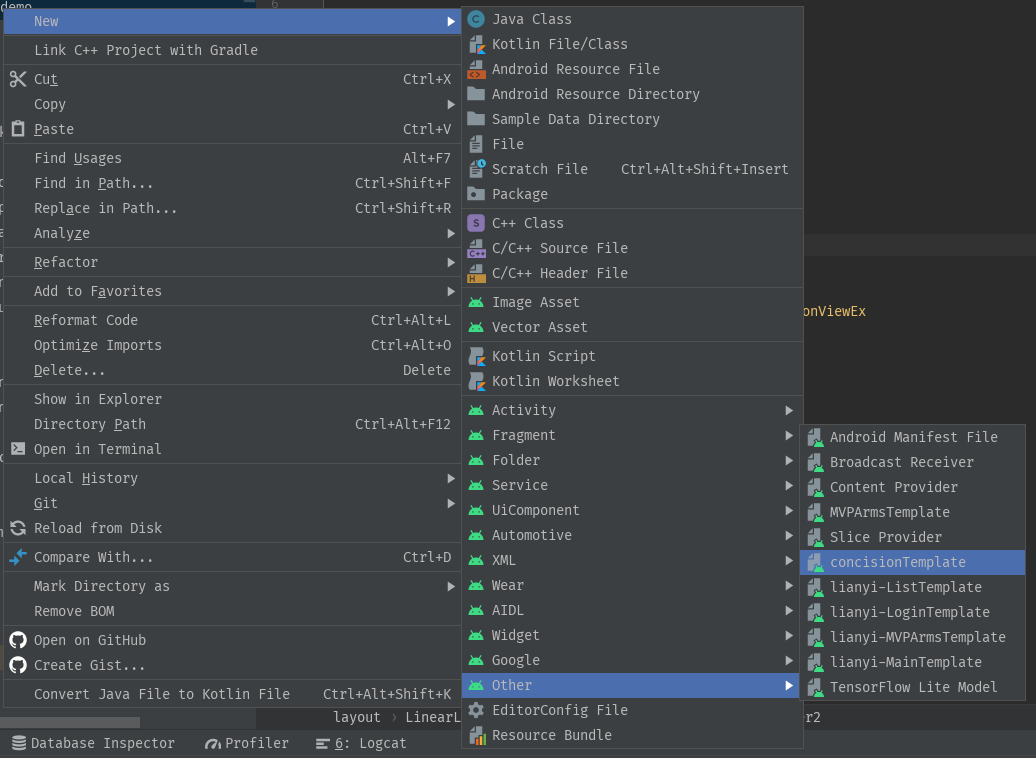 demo
6
New
Link C++ Project with Gradle
Cut Ctrl+X
Copy
Paste Ctrl+V
Find Usages Alt+F7
Find in Path... Ctrl+Shift+F
Replace in Path... Ctrl+Shift+R
Analyze
Refactor
Add to Favorites
Reformat Code Ctrl+Alt+L
Optimize Imports Ctrl+Alt+O
Delete... Delete
Show in Explorer
Directory Path Ctrl+Alt+F12
Open in Terminal
Local History
Git
Reload from Disk
Compare With... Ctrl+D
Mark Directory as
Remove BOM
Open on GitHub
Create Gist...
Convert Java File to Kotlin File Ctrl+Alt+Shift+K
Java Class
Kotlin File/Class
Android Resource File
Android Resource Directory
Sample Data Directory
File
Scratch File Ctrl+Alt+Shift+Insert
Package
C++ Class
C/C++ Source File
C/C++ Header File
Image Asset
Vector Asset
Kotlin Script
Kotlin Worksheet
Activity
Fragment
Folder
Service
UiComponent
Automotive
XML
Wear
AIDL
Widget
Google
Other
EditorConfig File
Resource Bundle
onViewEx
Android Manifest File
Broadcast Receiver
Content Provider
MVPArmsTemplate
Slice Provider
concisionTemplate
lianyi-ListTemplate
lianyi-LoginTemplate
lianyi-MVPArmsTemplate
lianyi-MainTemplate
TensorFlow Lite Model
layout › LinearL
r2
Database Inspector Profiler 6: Logcat